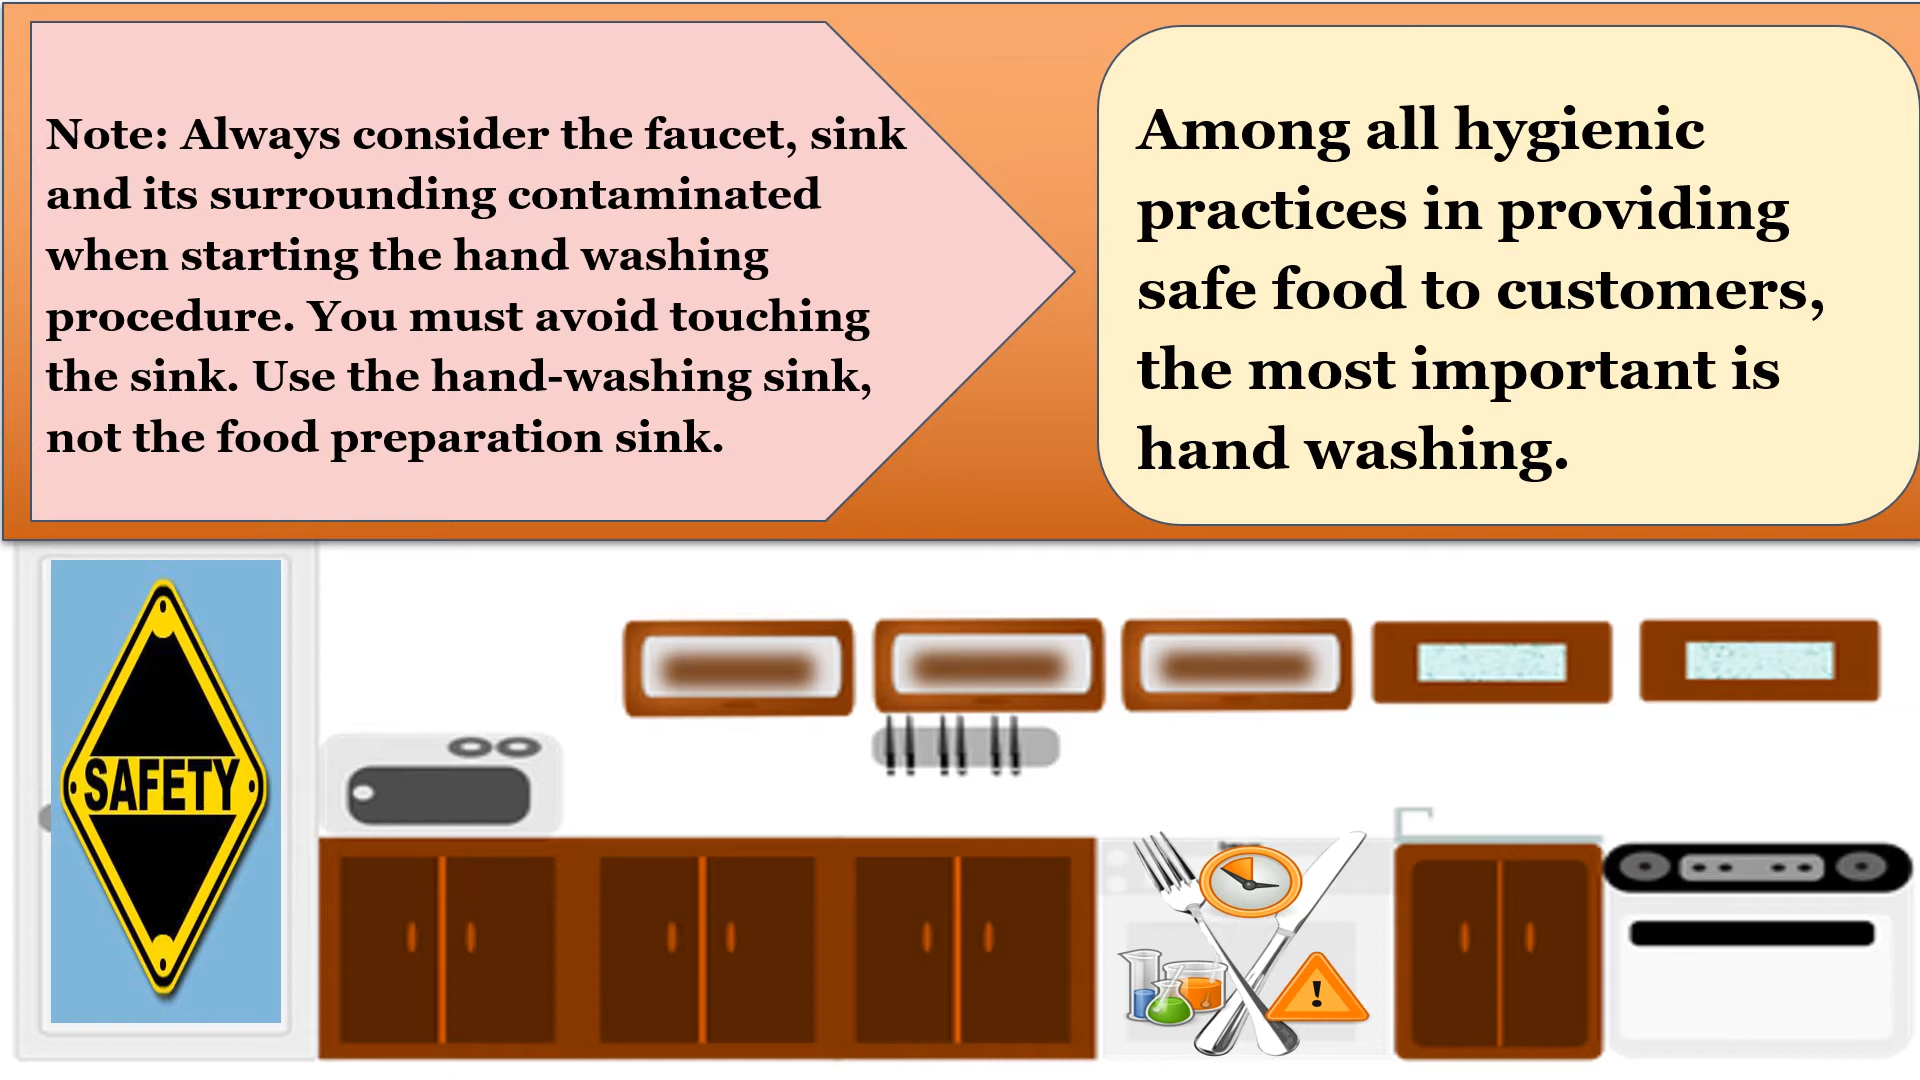 Note: Always consider the faucet, sink
and its surrounding contaminated
when starting the hand washing
procedure. You must avoid touching
the sink. Use the hand-washing sink,
not the food preparation sink.
Among all hygienic
practices in providing
safe food to customers,
the most important is
hand washing.
SAFETY
!